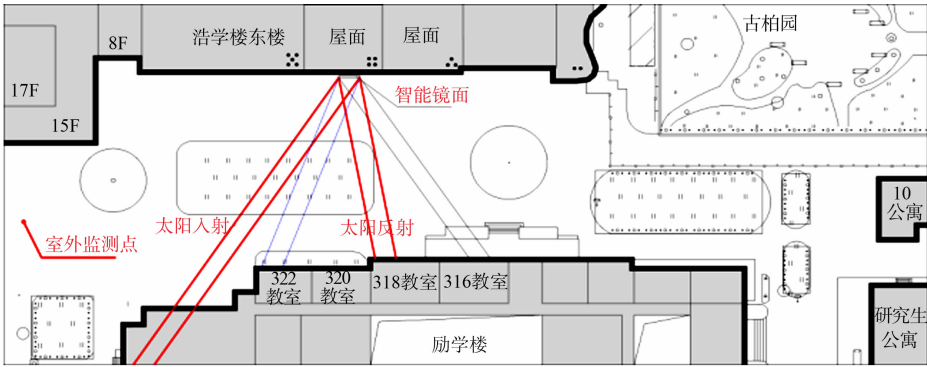 浩学楼东楼
屋面
屋面
古柏园
8F
17F
15F
智能镜面
太阳入射
太阳反射
室外监测点
10
公寓
322
教室
320
教室
318教室
316教室
励学楼
研究生
公寓